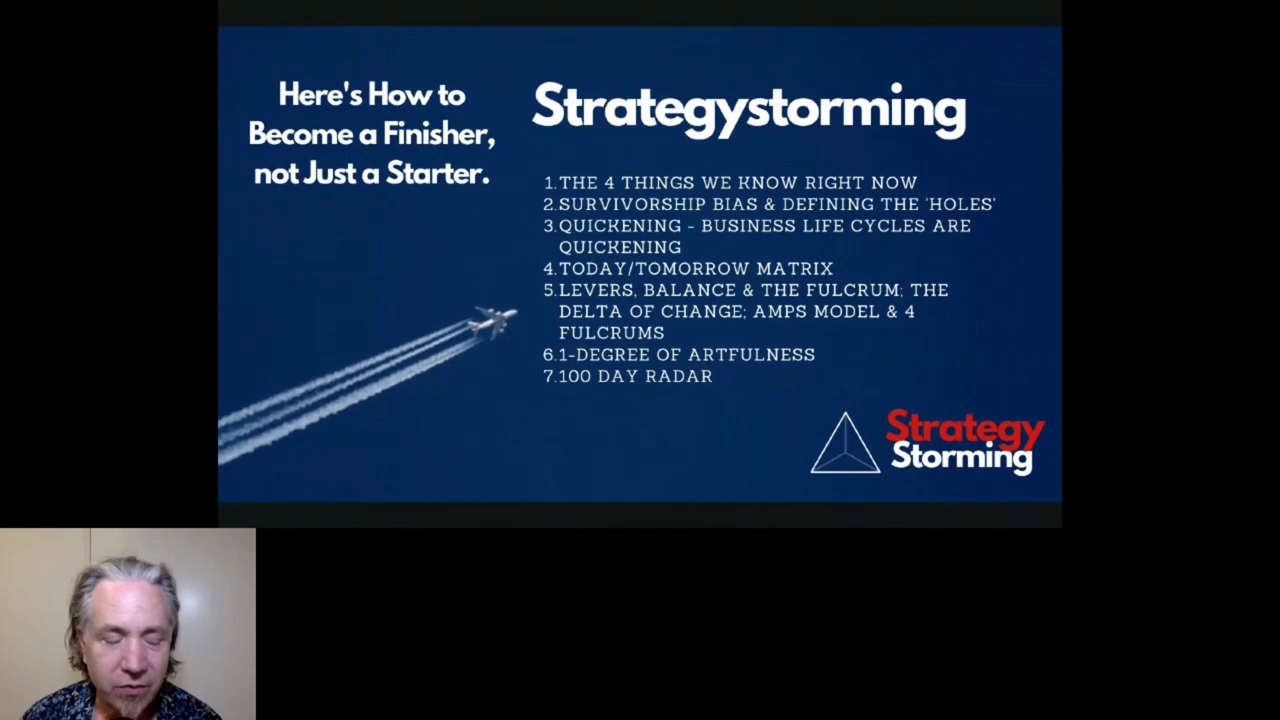 Here's How to
Become a Finisher,
not Just a Starter.
Strategystorming
1.THE 4 THINGS WE KNOW RIGHT NOW
2.SURVIVORSHIP BIAS & DEFINING THE 'HOLES'
3.QUICKENING - BUSINESS LIFE CYCLES ARE
QUICKENING
4.TODAY/TOMORROW MATRIX
5.LEVERS, BALANCE & THE FULCRUM; THE
DELTA OF CHANGE; AMPS MODEL & 4
FULCRUMS
6.1-DEGREE OF ARTFULNESS
7.100 DAY RADAR
Strategy
Storming